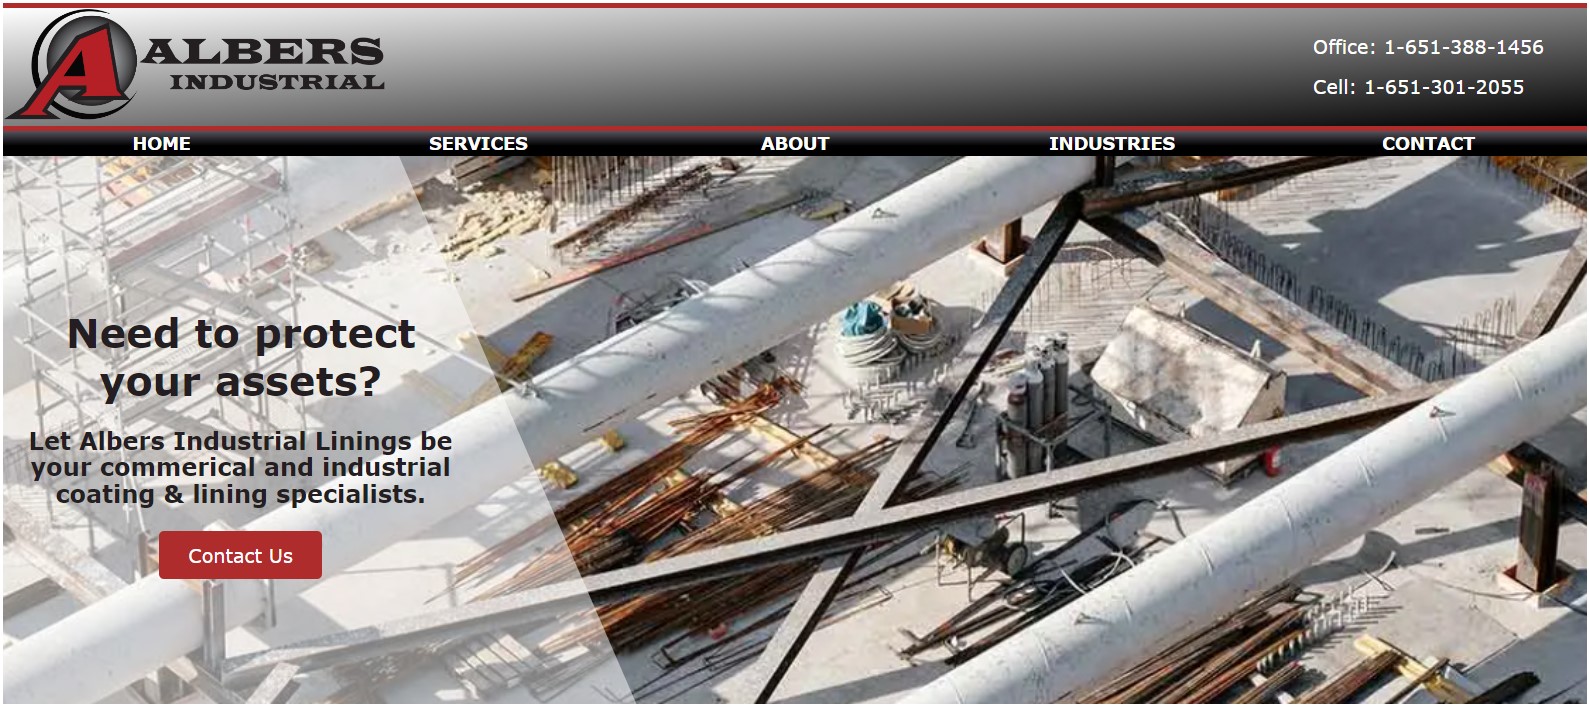 ALBERS
INDUSTRIAL
Office: 1-651-388-1456
Cell: 1-651-301-2055
HOME SERVICES ABOUT INDUSTRIES CONTACT
Need to protect
your assets?
Let Albers Industrial Linings be
your commerical and industrial
coating & lining specialists.
Contact Us